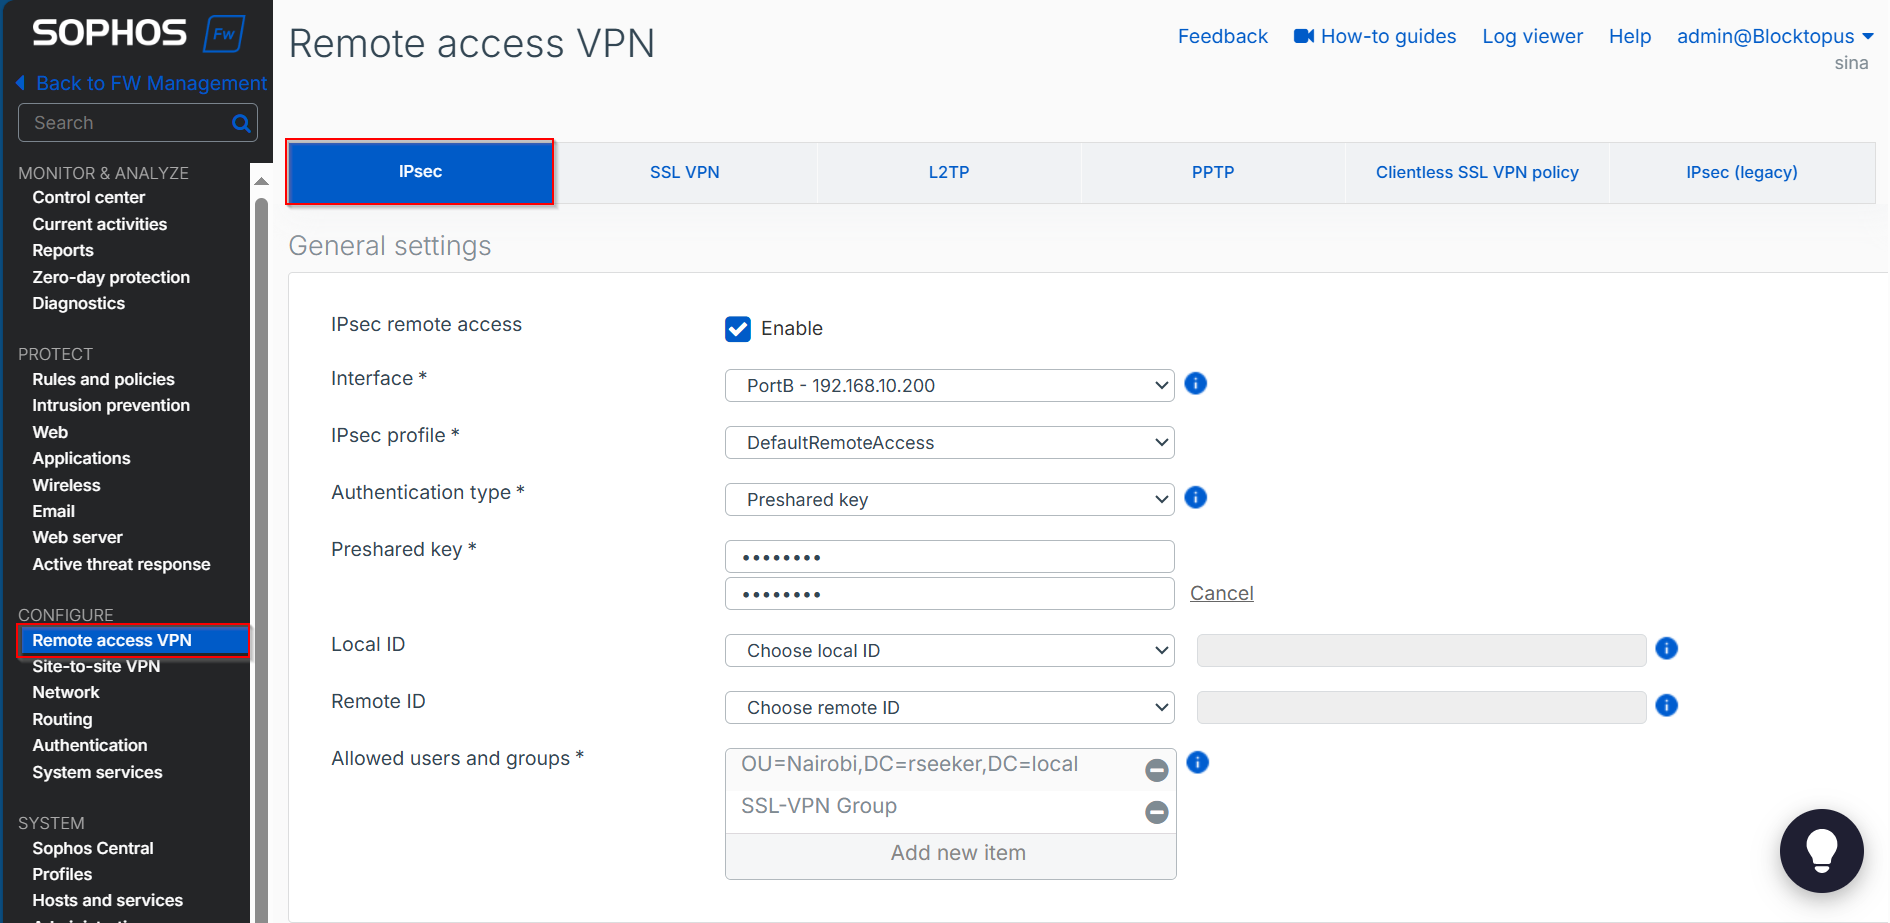 SOPHOS Fw
Back to FW Management
Search
MONITOR & ANALYZE
Control center
Current activities
Reports
Zero-day protection
Diagnostics
PROTECT
Rules and policies
Intrusion prevention
Web
Applications
Wireless
Email
Web server
Active threat response
CONFIGURE
Remote access VPN
Site-to-site VPN
Network
Routing
Authentication
System services
SYSTEM
Sophos Central
Profiles
Hosts and services
Remote access VPN
Feedback How-to guides Log viewer Help admin@Blocktopus
sina
IPsec SSL VPN L2TP PPTP Clientless SSL VPN policy IPsec (legacy)
General settings
IPsec remote access Enable
Interface * PortB - 192.168.10.200
IPsec profile * DefaultRemoteAccess
Authentication type * Preshared key
Preshared key * ••••••••
•••••••• Cancel
Local ID Choose local ID
Remote ID Choose remote ID
Allowed users and groups * OU=Nairobi,DC=rseeker,DC=local
SSL-VPN Group
Add new item